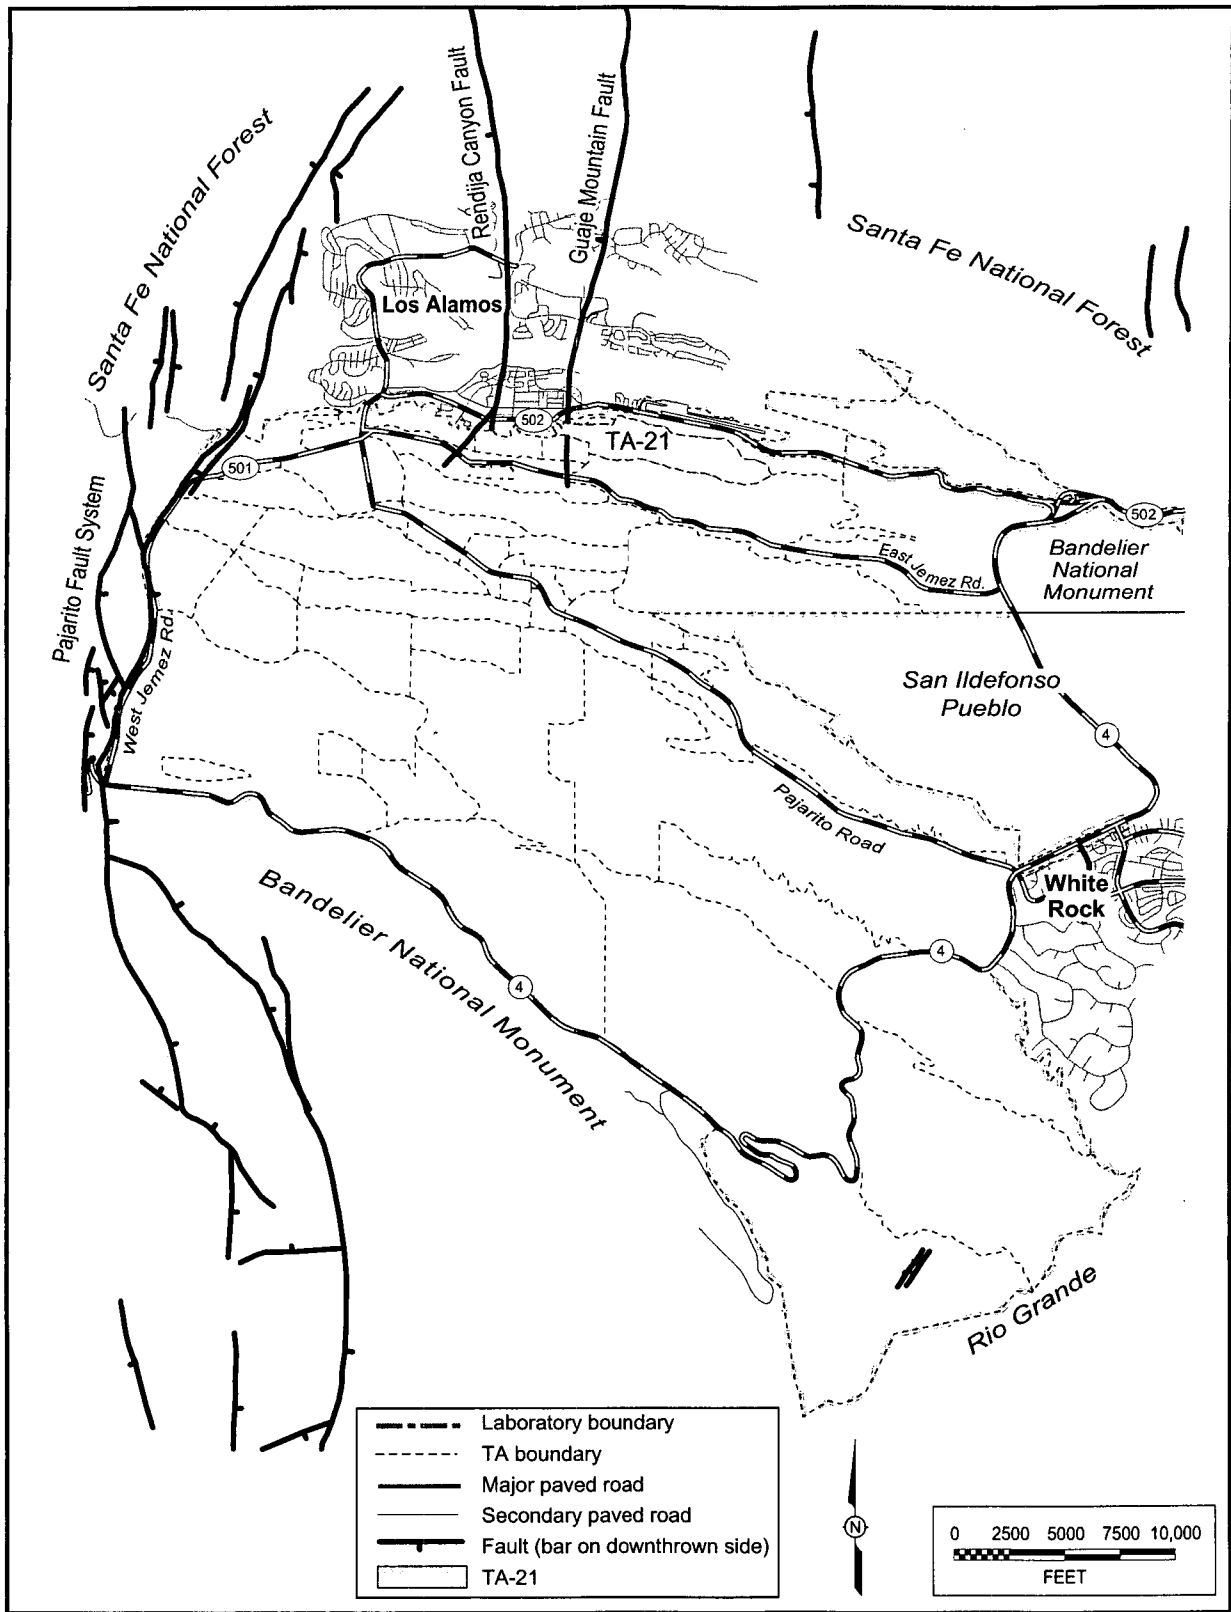 Rendija Canyon Fault
Guaje Mountain Fault
Santa Fe National Forest
Santa Fe National Forest
Los Alamos
502
TA-21
501
Pajarito Fault System
502
East Jemez Rd.
Bandelier
National
Monument
West Jemez Rd.
San Ildefonso
Pueblo
4
Pajarito Road
White
Rock
Bandelier National Monument
4
4
Rio Grande
Laboratory boundary
TA boundary
Major paved road
Secondary paved road
Fault (bar on downthrown side)
TA-21
N
0 2500 5000 7500 10,000
FEET